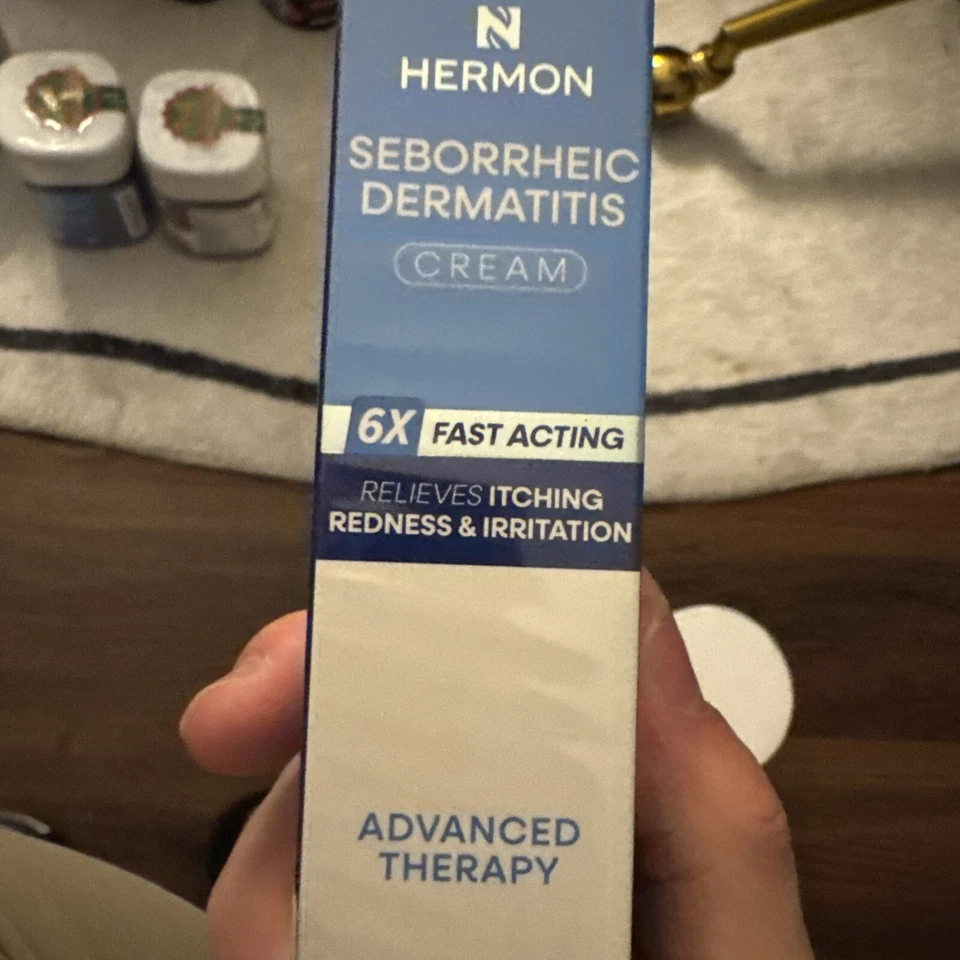 HERMON
SEBORRHEIC
DERMATITIS
CREAM
6X FAST ACTING
RELIEVES ITCHING
REDNESS & IRRITATION
ADVANCED
THERAPY